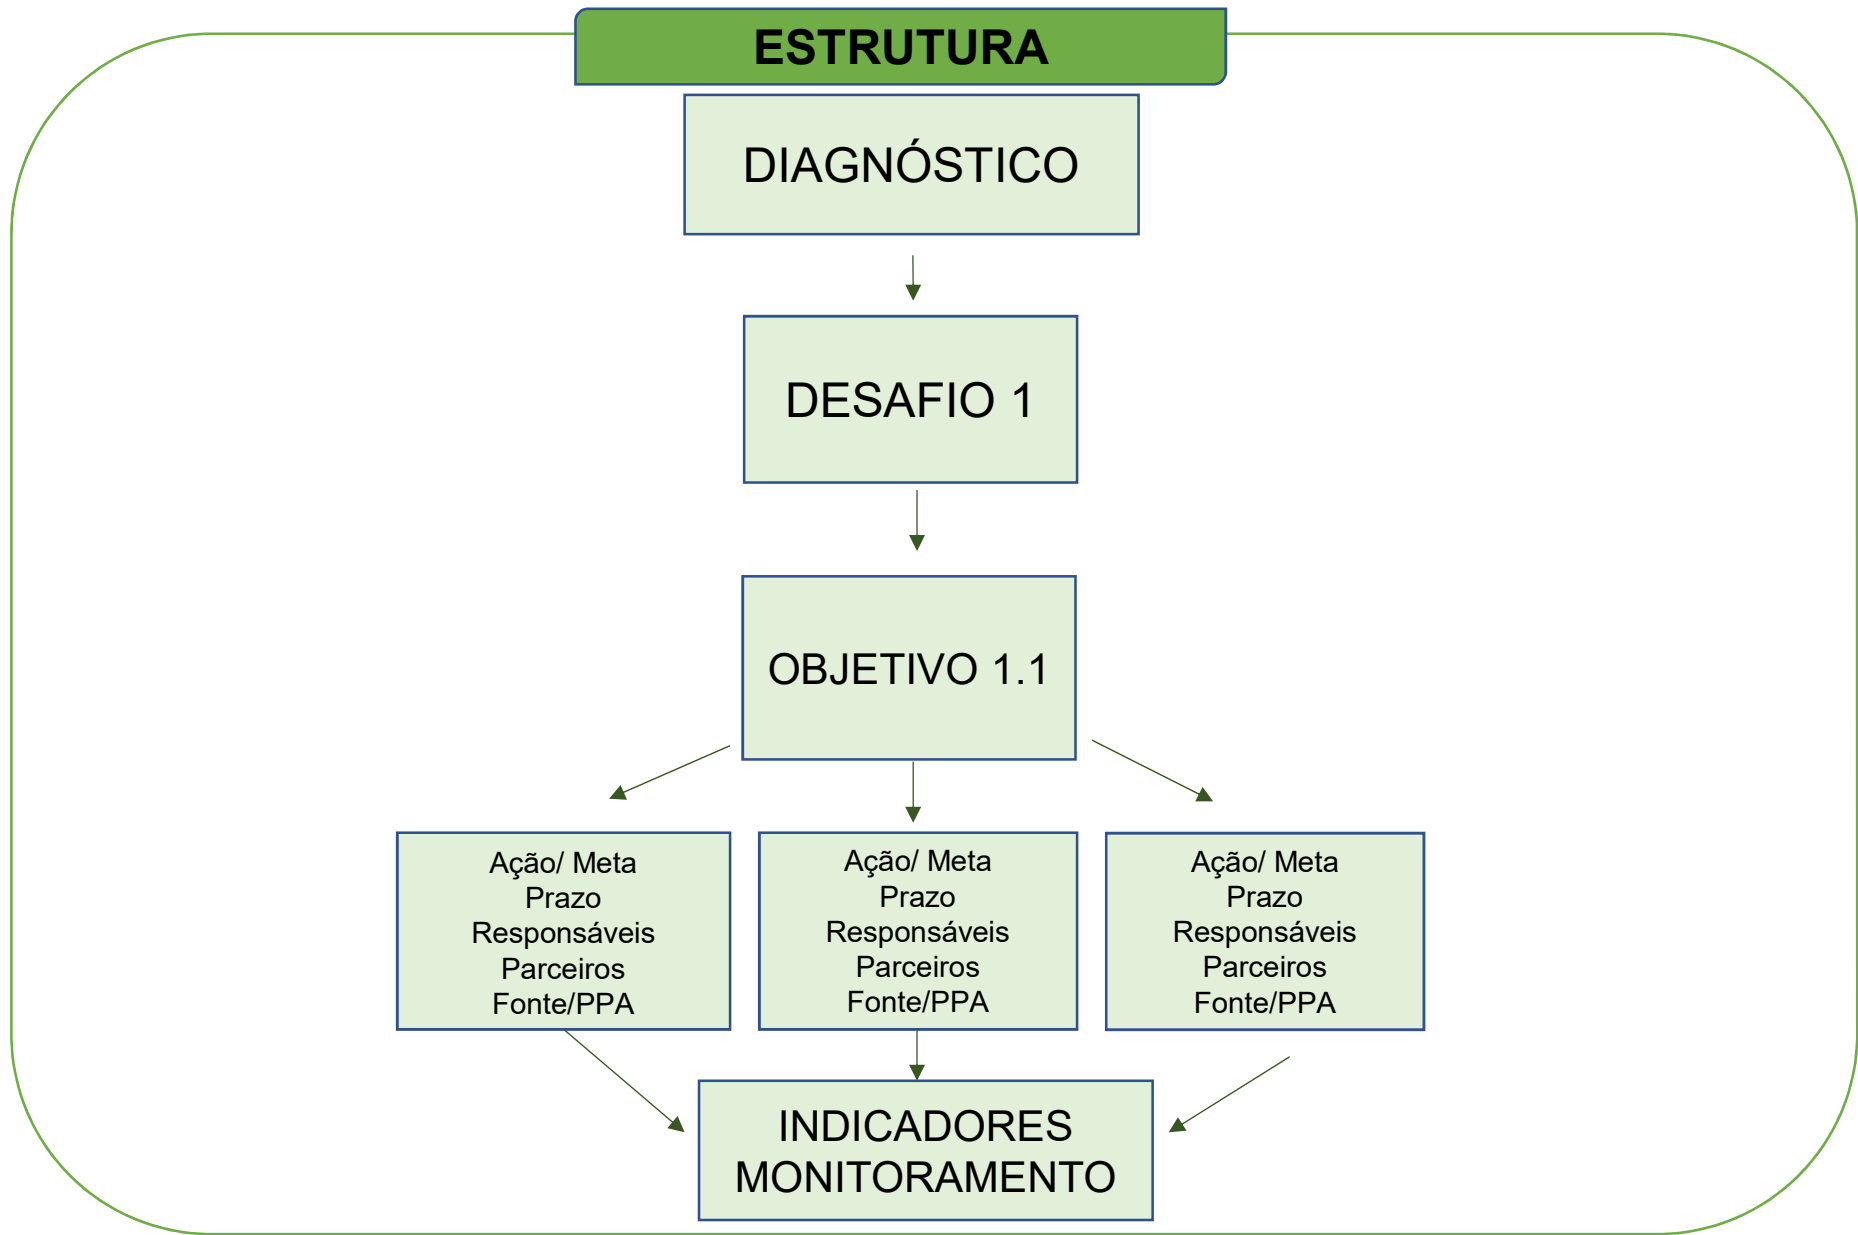 ESTRUTURA
DIAGNÓSTICO
DESAFIO 1
OBJETIVO 1.1
Ação/ Meta
Prazo
Responsáveis
Parceiros
Fonte/PPA
Ação/ Meta
Prazo
Responsáveis
Parceiros
Fonte/PPA
Ação/ Meta
Prazo
Responsáveis
Parceiros
Fonte/PPA
INDICADORES
MONITORAMENTO